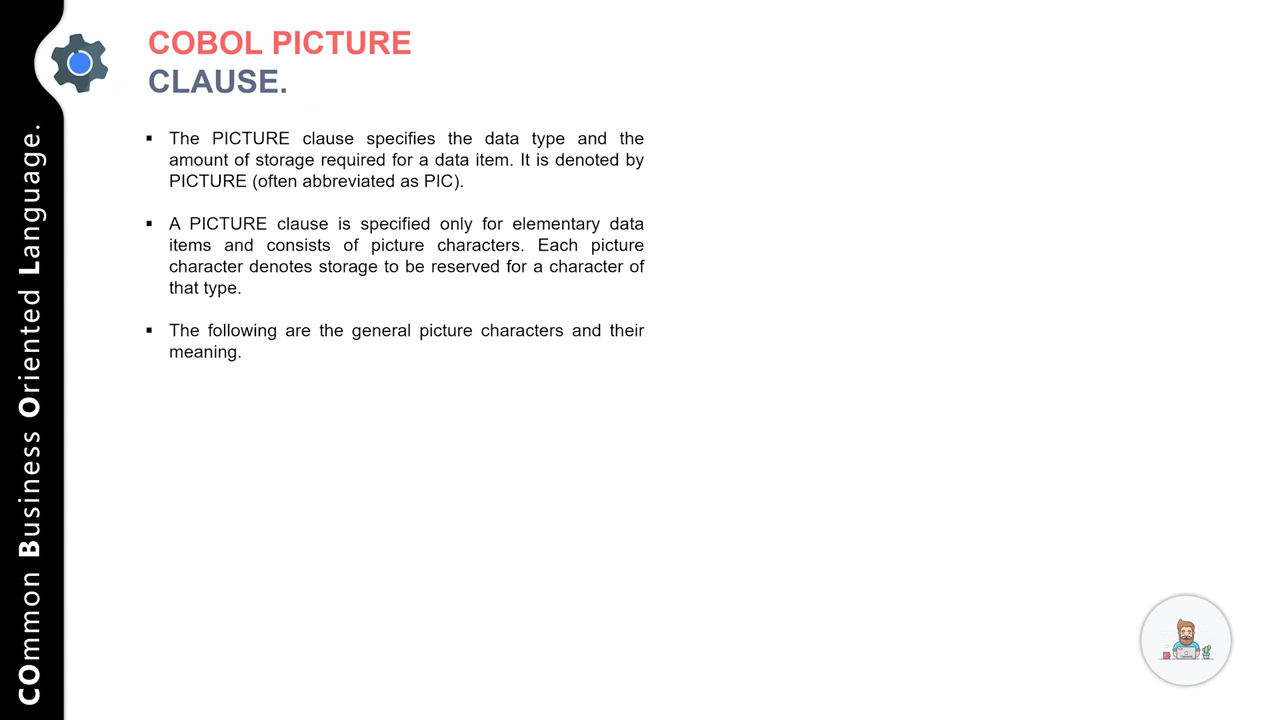 COBOL PICTURE
CLAUSE.
▪ The PICTURE clause specifies the data type and the
amount of storage required for a data item. It is denoted by
PICTURE (often abbreviated as PIC).
▪ A PICTURE clause is specified only for elementary data
items and consists of picture characters. Each picture
character denotes storage to be reserved for a character of
that type.
▪ The following are the general picture characters and their
meaning.
COmmon Business Oriented Language.